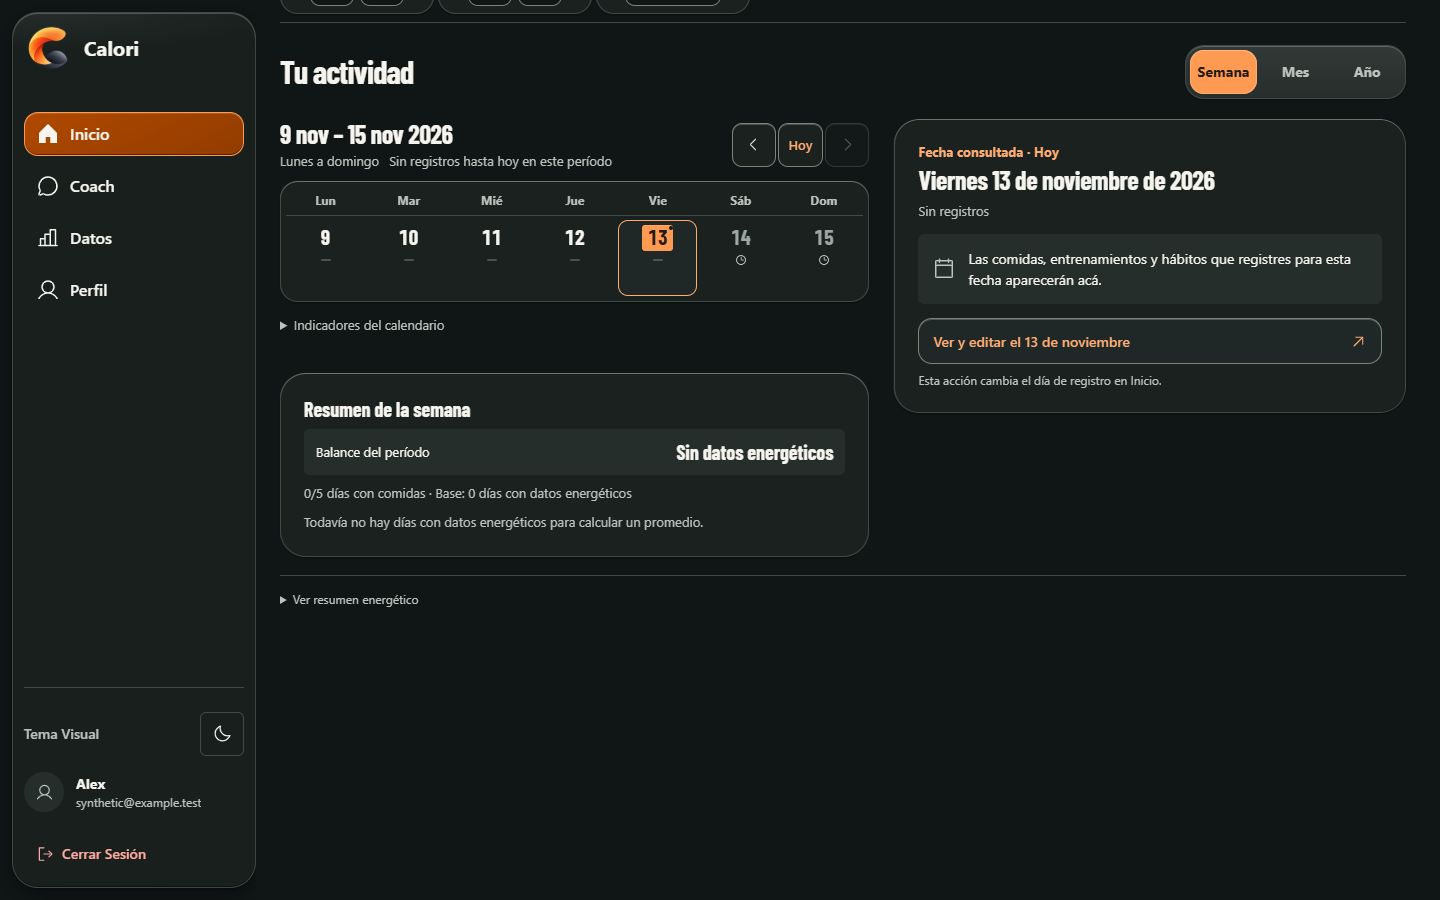 Calori
Inicio
Coach
Datos
Perfil
Tema Visual
Alex
synthetic@example.test
Cerrar Sesión
Tu actividad
Semana
Mes
Año
9 nov – 15 nov 2026
Lunes a domingo Sin registros hasta hoy en este período
Hoy
Lun Mar Mié Jue Vie Sáb Dom
9 10 11 12 13 14 15
— — — — —
Indicadores del calendario
Resumen de la semana
Balance del período Sin datos energéticos
0/5 días con comidas · Base: 0 días con datos energéticos
Todavía no hay días con datos energéticos para calcular un promedio.
Fecha consultada · Hoy
Viernes 13 de noviembre de 2026
Sin registros
Las comidas, entrenamientos y hábitos que registres para esta
fecha aparecerán acá.
Ver y editar el 13 de noviembre
Esta acción cambia el día de registro en Inicio.
Ver resumen energético